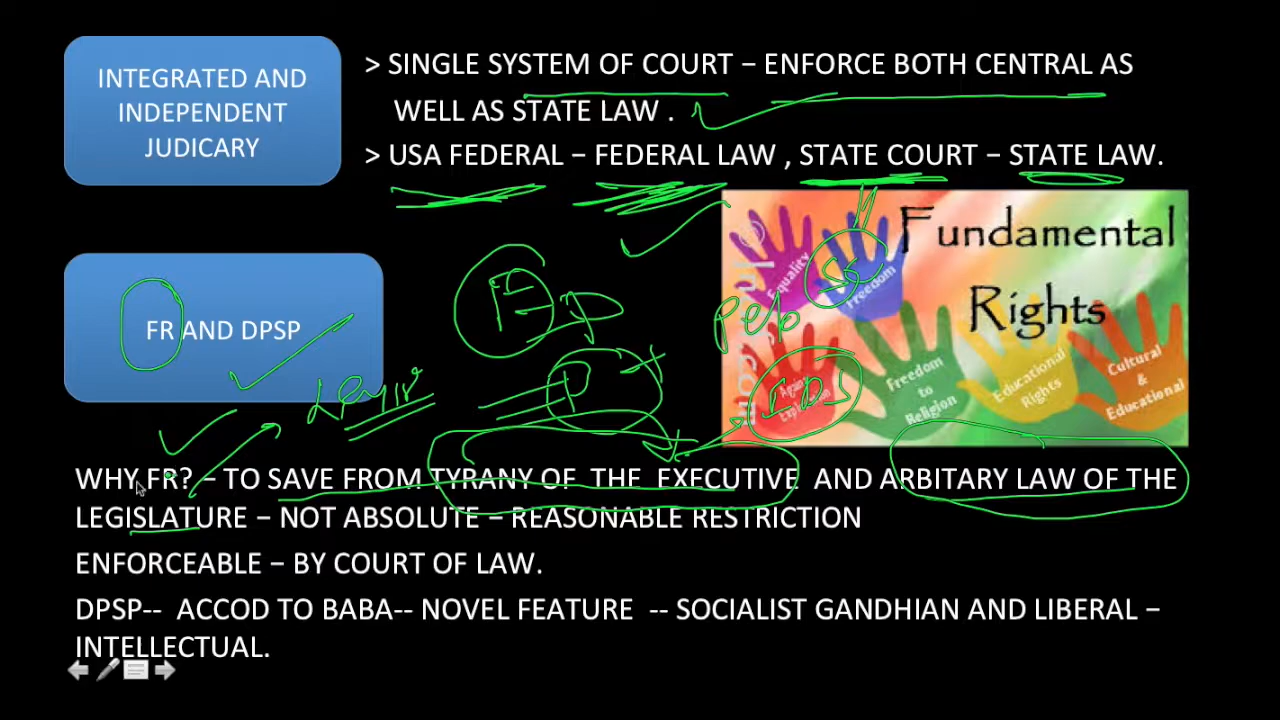 INTEGRATED AND
INDEPENDENT
JUDICARY
> SINGLE SYSTEM OF COURT – ENFORCE BOTH CENTRAL AS
WELL AS STATE LAW .
> USA FEDERAL – FEDERAL LAW , STATE COURT – STATE LAW.
FR AND DPSP
Fundamental
Rights
Equality
Freedom
Freedom
to
Religion
Educational
Rights
Cultural
&
Educational
SC
P
WHY FR? – TO SAVE FROM TYRANY OF THE EXECUTIVE AND ARBITARY LAW OF THE
LEGISLATURE – NOT ABSOLUTE – REASONABLE RESTRICTION
ENFORCEABLE – BY COURT OF LAW.
DPSP-- ACCOD TO BABA-- NOVEL FEATURE -- SOCIALIST GANDHIAN AND LIBERAL –
INTELLECTUAL.